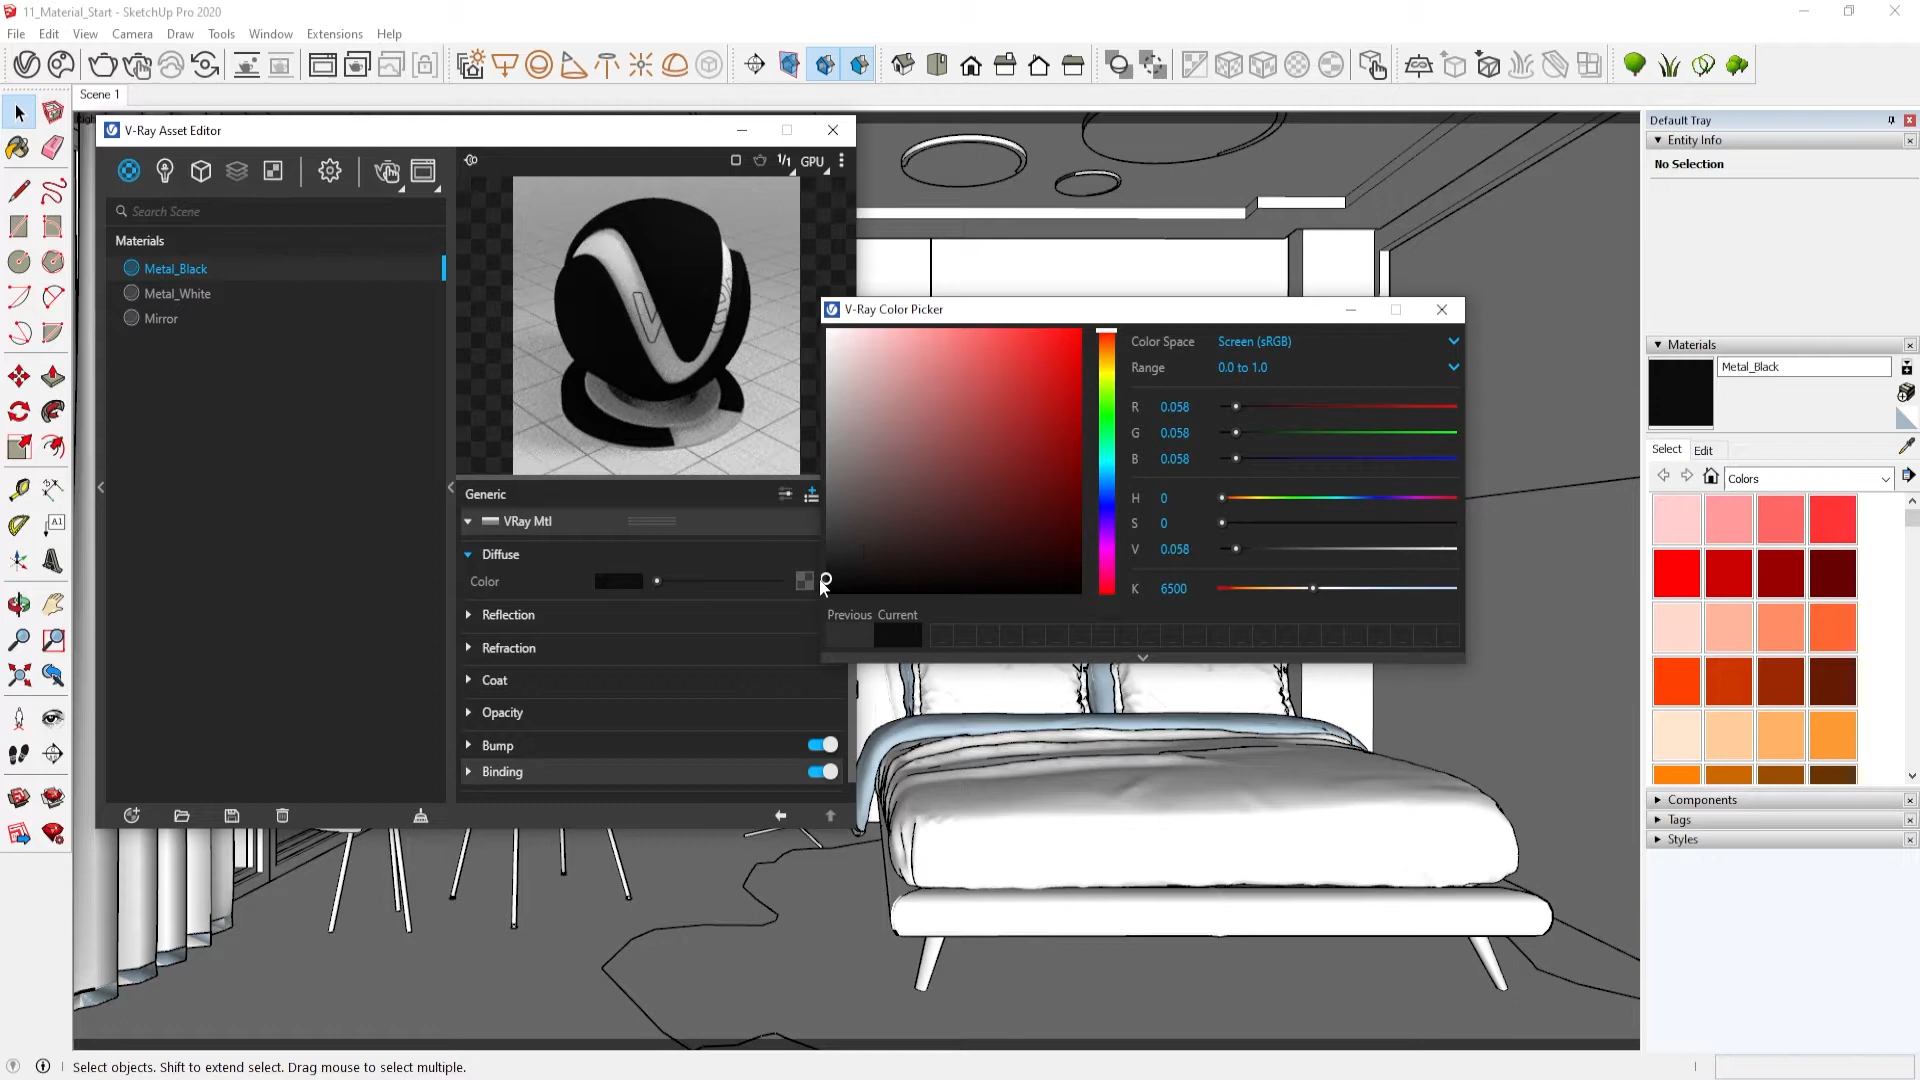 11_Material_Start - SketchUp Pro 2020
File Edit View Camera Draw Tools Window Extensions Help
Scene 1
V-Ray Asset Editor
1/1 GPU
Search Scene
Materials
Metal_Black
Metal_White
Mirror
Generic
VRay Mtl
Diffuse
Color
Reflection
Refraction
Coat
Opacity
Bump
Binding
V-Ray Color Picker
Color Space Screen (sRGB)
Range 0.0 to 1.0
R 0.058
G 0.058
B 0.058
H 0
S 0
V 0.058
K 6500
Previous Current
Default Tray
Entity Info
No Selection
Materials
Metal_Black
Select Edit
Colors
Components
Tags
Styles
Select objects. Shift to extend select. Drag mouse to select multiple.